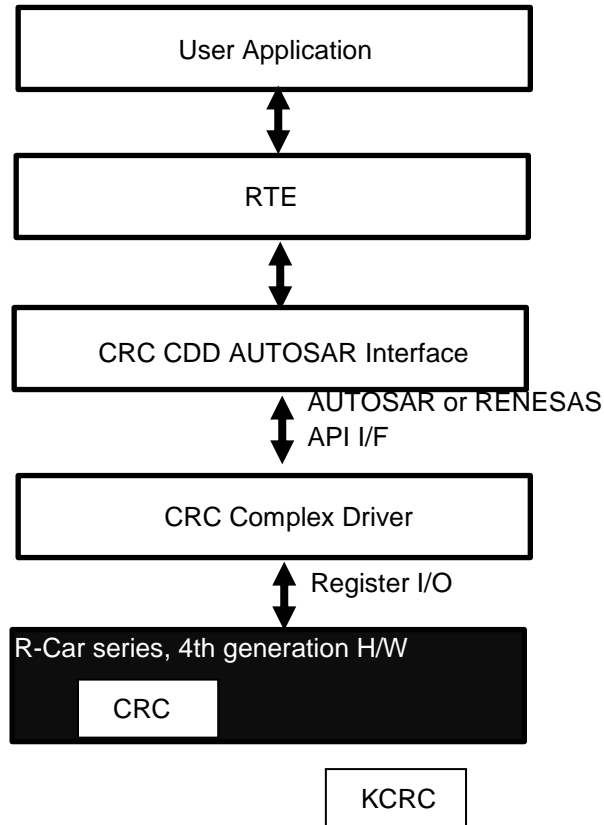 User Application
RTE
CRC CDD AUTOSAR Interface
AUTOSAR or RENESAS
API I/F
CRC Complex Driver
Register I/O
R-Car series, 4th generation H/W
CRC
KCRC